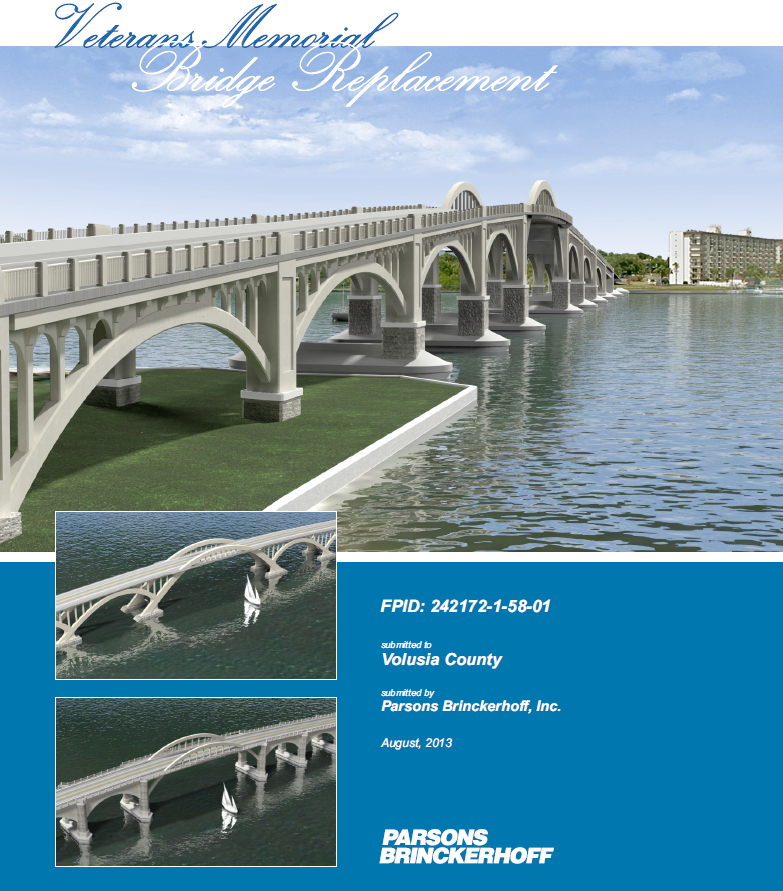 Veterans Memorial
Bridge Replacement
FPID: 242172-1-58-01
submitted to
Volusia County
submitted by
Parsons Brinckerhoff, Inc.
August, 2013
PARSONS
BRINCKERHOFF